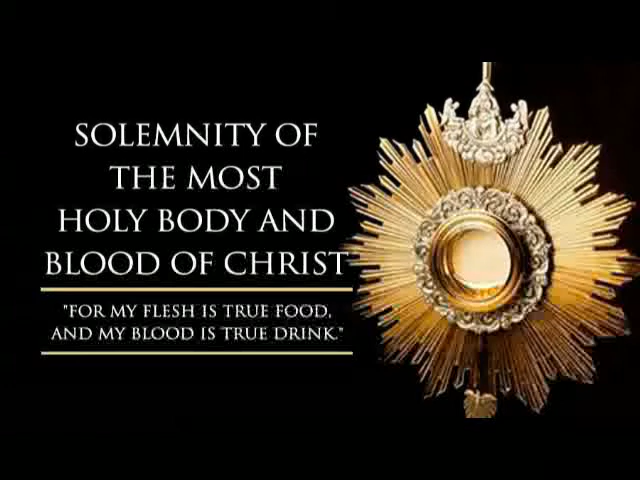 SOLEMNITY OF
THE MOST
HOLY BODY AND
BLOOD OF CHRIST
"FOR MY FLESH IS TRUE FOOD,
AND MY BLOOD IS TRUE DRINK."